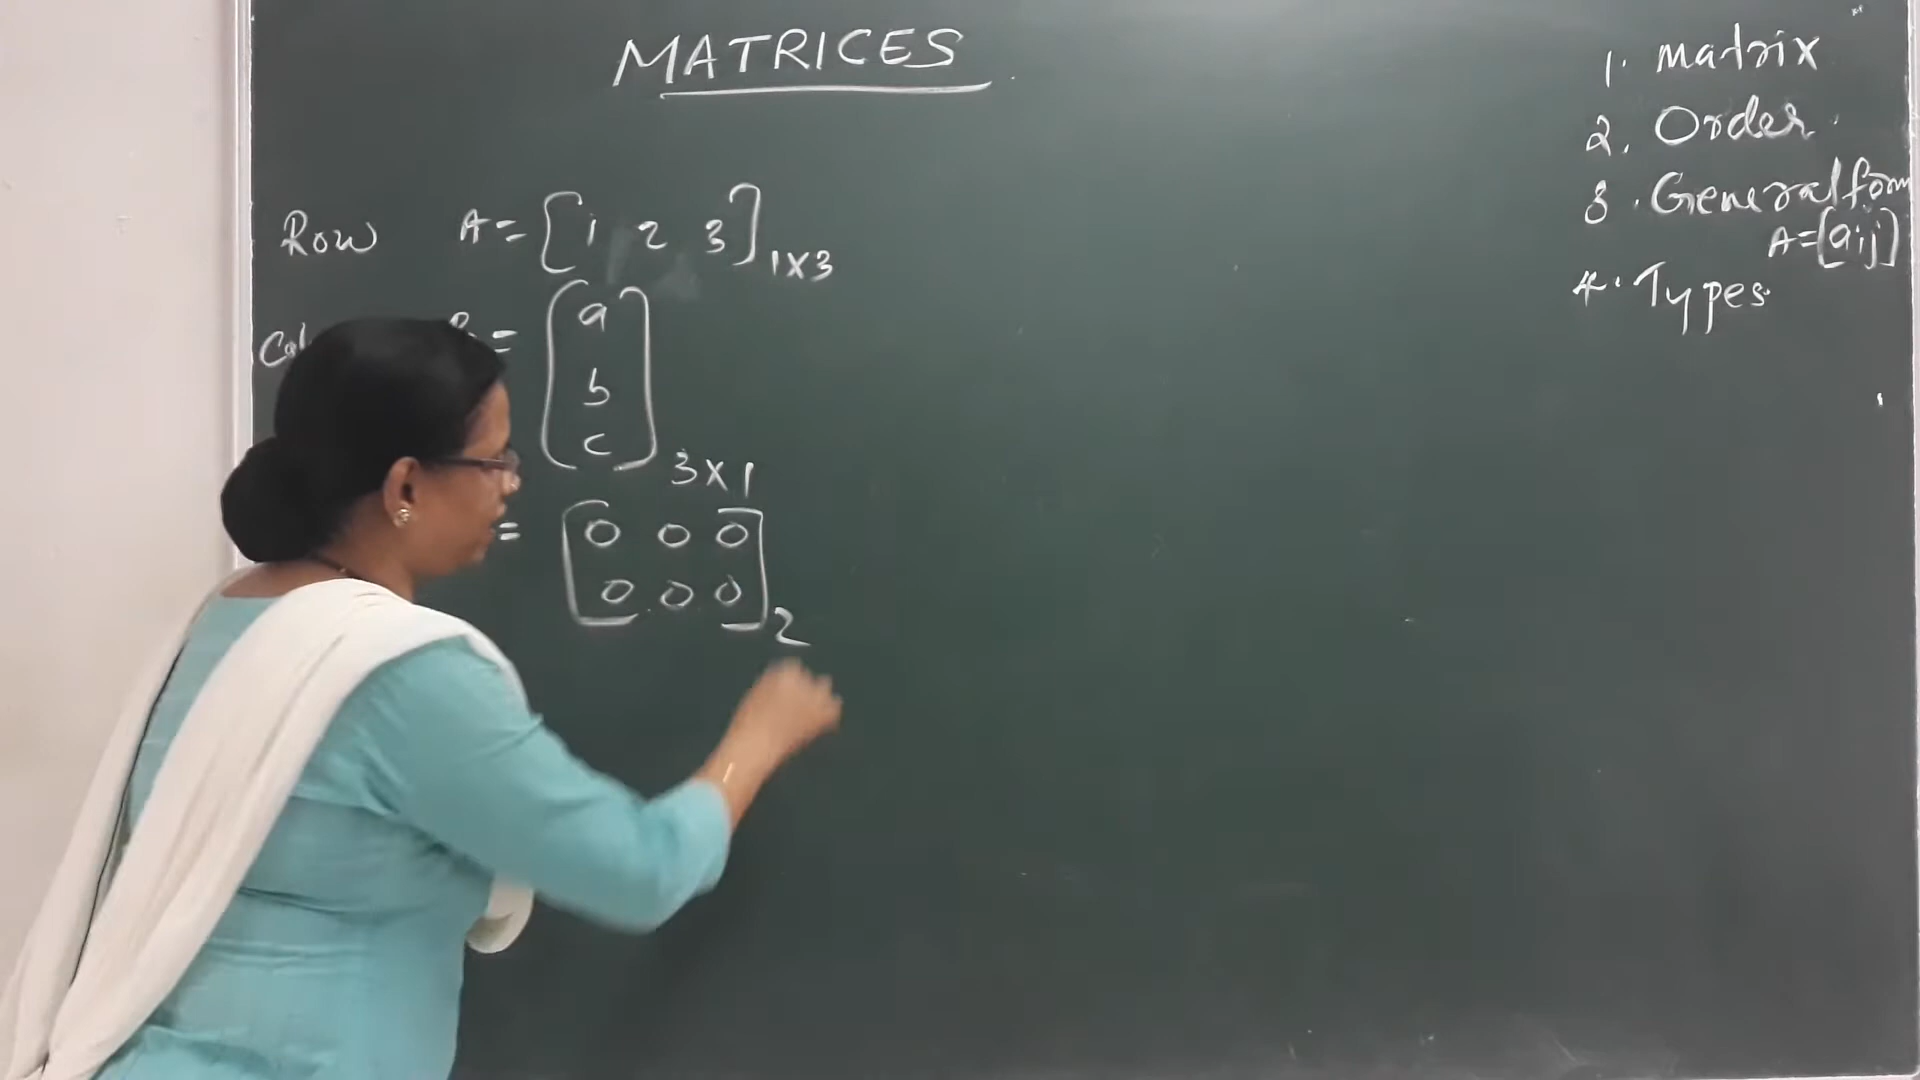 MATRICES
Row A = [1 2 3] 1x3
=
a
b
c
3x1
= 0 0 0
0 0 0
2
1. Matrix
2. Order
3. General form
A=[aij]
4. Types